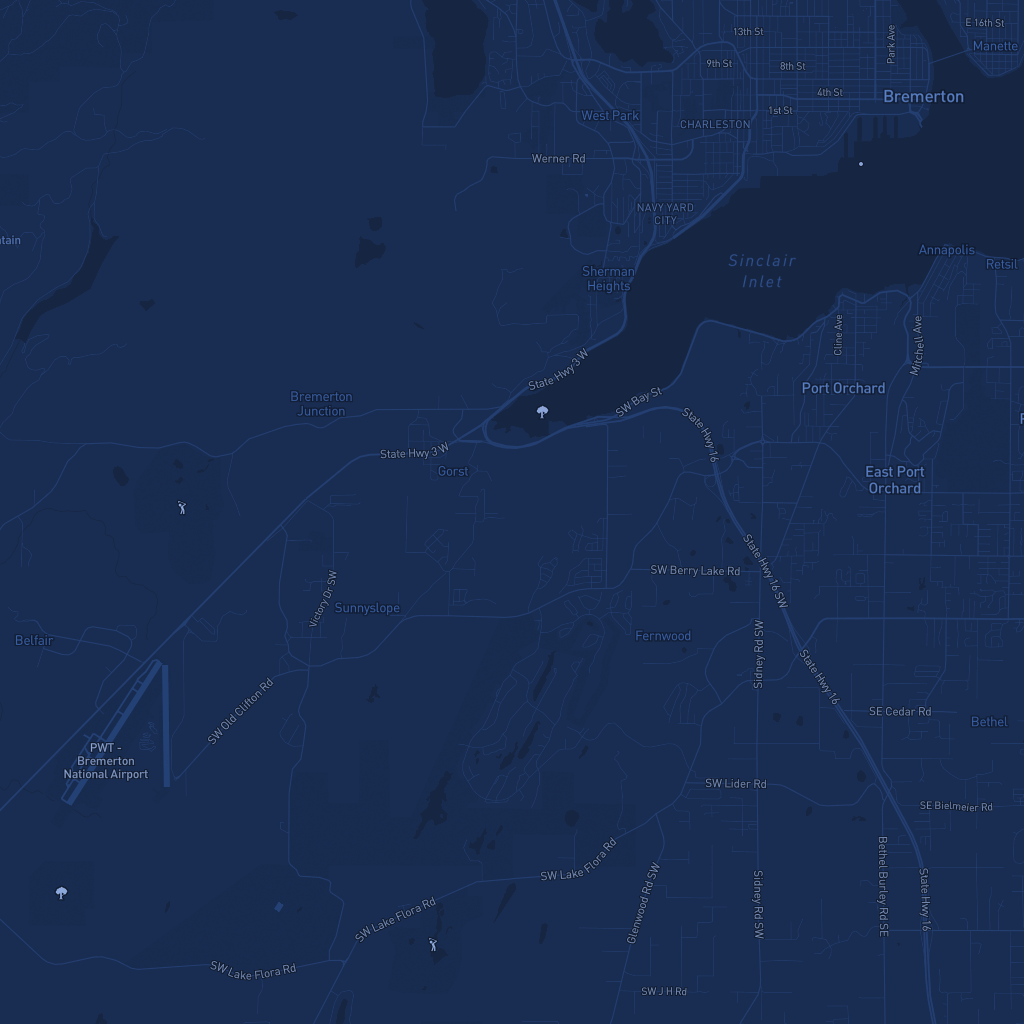 E 16th St
13th St
Park Ave
Manette
9th St
8th St
4th St
Bremerton
1st St
West Park
CHARLESTON
Werner Rd
NAVY YARD
CITY
ntain
Annapolis
Sinclair
Inlet
Retsil
Sherman
Heights
Cline Ave
Mitchell Ave
State Hwy 3 W
Port Orchard
Bremerton
Junction
SW Bay St
State Hwy 16
State Hwy 3 W
Gorst
East Port
Orchard
State Hwy 16 SW
SW Berry Lake Rd
Victory Dr SW
Sunnyslope
Belfair
Fernwood
Sidney Rd SW
State Hwy 16
SW Old Clifton Rd
SE Cedar Rd
Bethel
PWT -
Bremerton
National Airport
SW Lider Rd
SE Bielmeier Rd
SW Lake Flora Rd
Bethel Burley Rd SE
Sidney Rd SW
State Hwy 16
Glenwood Rd SW
SW Lake Flora Rd
SW Lake Flora Rd
SW J H Rd